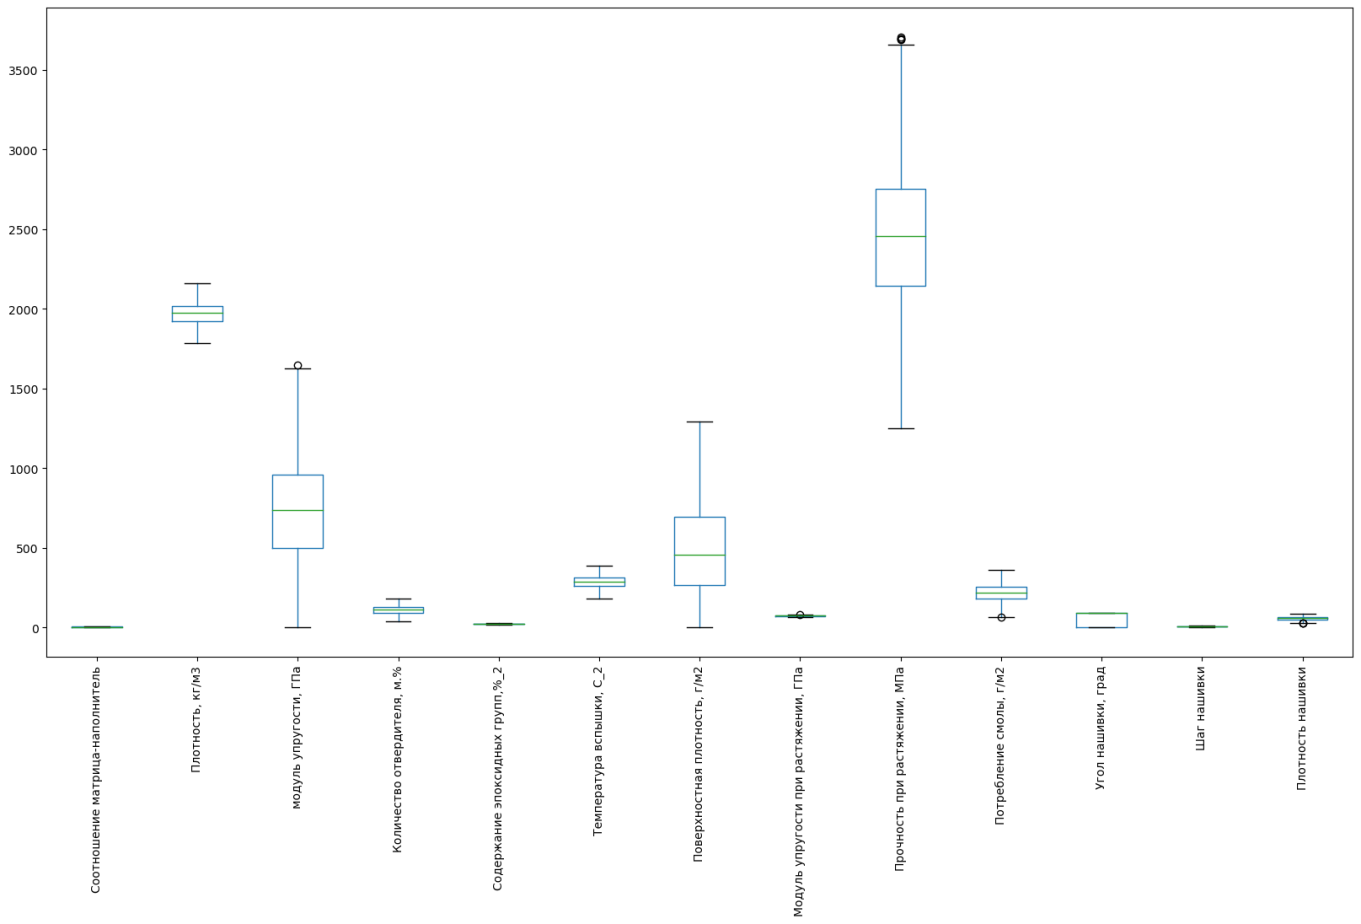 3500
3000
2500
2000
1500
1000
500
0
Соотношение матрица-наполнитель
Плотность, кг/м3
модуль упругости, ГПа
Количество отвердителя, м.%
Содержание эпоксидных групп,%_2
Температура вспышки, С_2
Поверхностная плотность, г/м2
Модуль упругости при растяжении, ГПа
Прочность при растяжении, МПа
Потребление смолы, г/м2
Угол нашивки, град
Шаг нашивки
Плотность нашивки